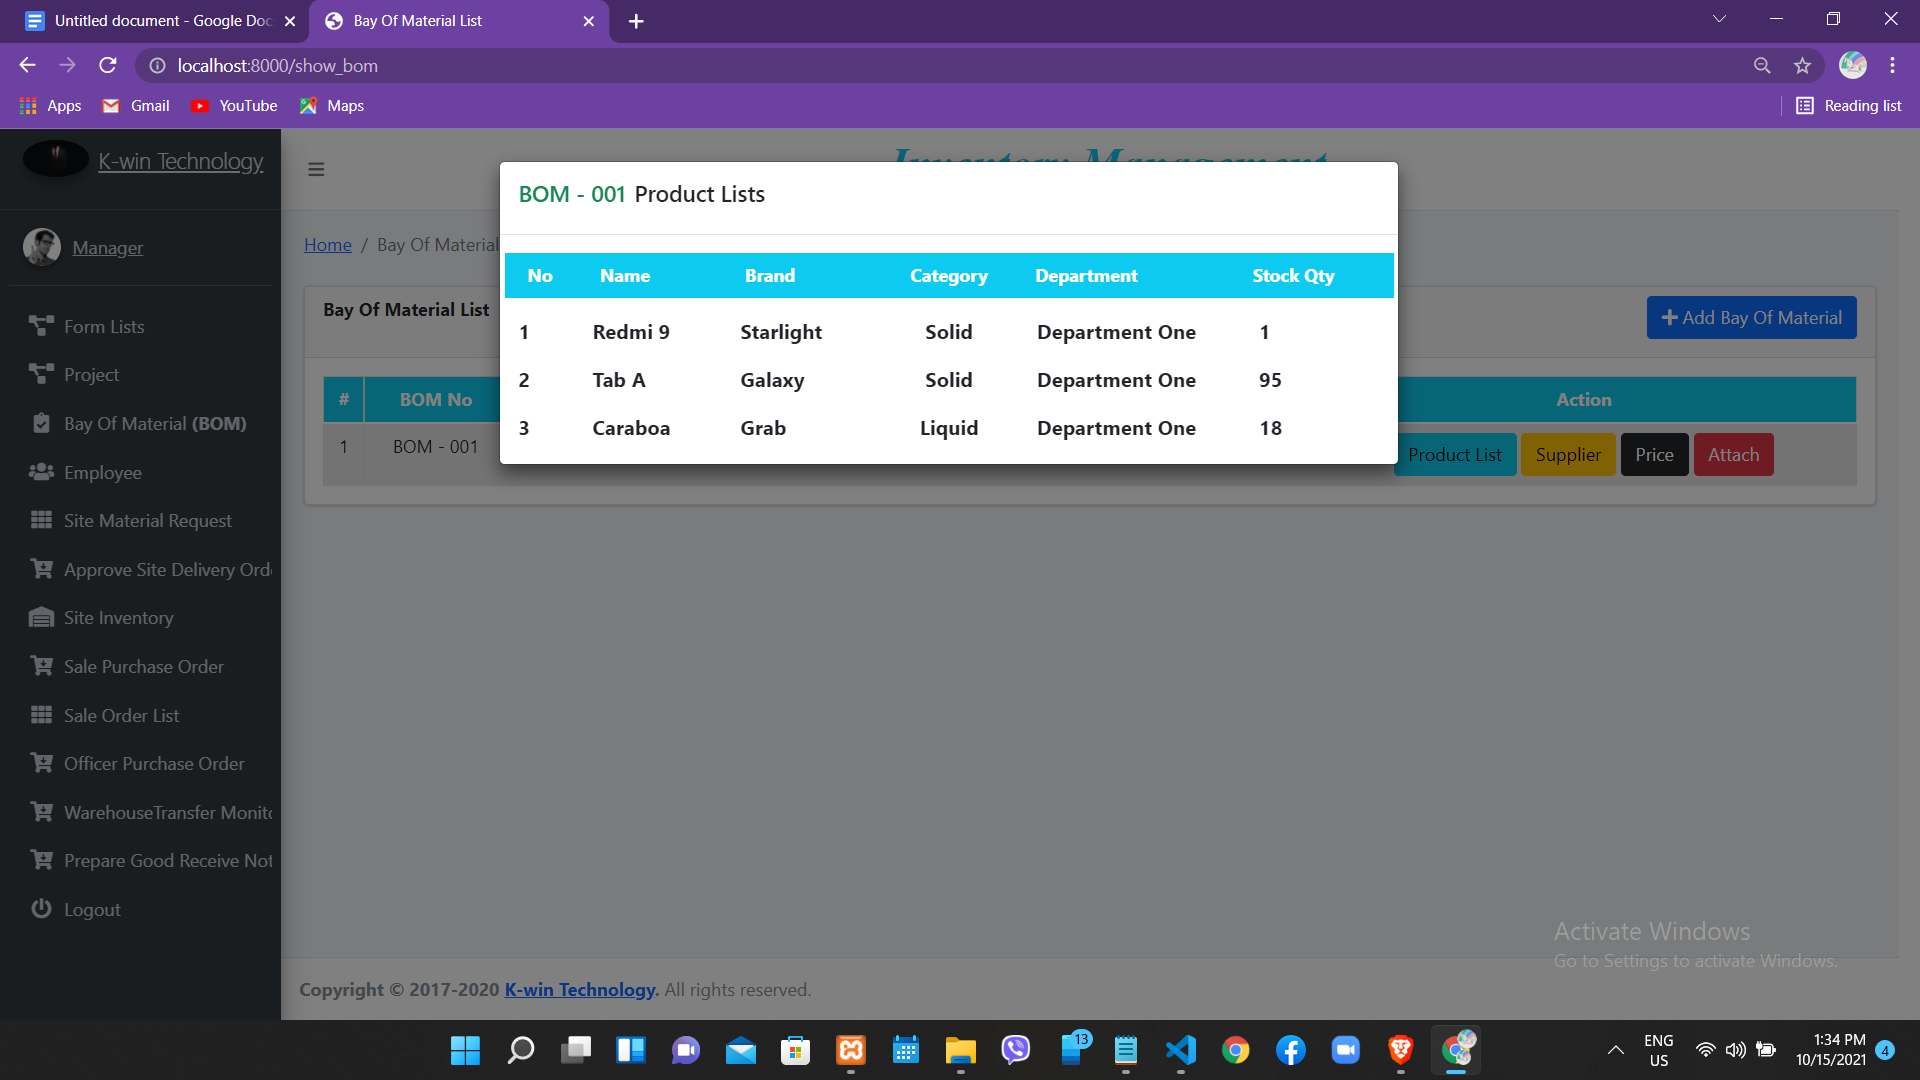 Untitled document - Google Doc
Bay Of Material List
localhost:8000/show_bom
Apps
Gmail
YouTube
Maps
Reading list
K-win Technology
Inventory Management
Manager
Form Lists
Project
Bay Of Material (BOM)
Employee
Site Material Request
Approve Site Delivery Orde
Site Inventory
Sale Purchase Order
Sale Order List
Officer Purchase Order
WarehouseTransfer Monito
Prepare Good Receive Not
Logout
Home / Bay Of Material
Bay Of Material List
Add Bay Of Material
# BOM No Action
1 BOM - 001 Product List Supplier Price Attach
BOM - 001 Product Lists
No Name Brand Category Department Stock Qty
1 Redmi 9 Starlight Solid Department One 1
2 Tab A Galaxy Solid Department One 95
3 Caraboa Grab Liquid Department One 18
Activate Windows
Go to Settings to activate Windows.
Copyright © 2017-2020 K-win Technology. All rights reserved.
13
ENG
US
1:34 PM
10/15/2021
4